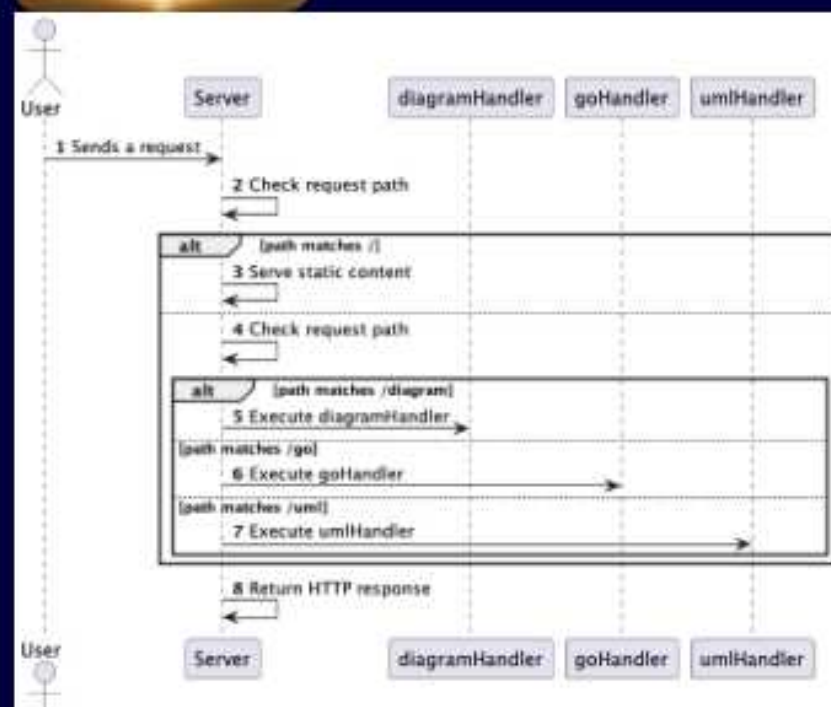 User
Server
diagramHandler
goHandler
umlHandler
1 Sends a request
2 Check request path
alt [path matches /]
3 Serve static content
4 Check request path
alt [path matches /diagram]
5 Execute diagramHandler
[path matches /go]
6 Execute goHandler
[path matches /uml]
7 Execute umlHandler
8 Return HTTP response
User
Server
diagramHandler
goHandler
umlHandler